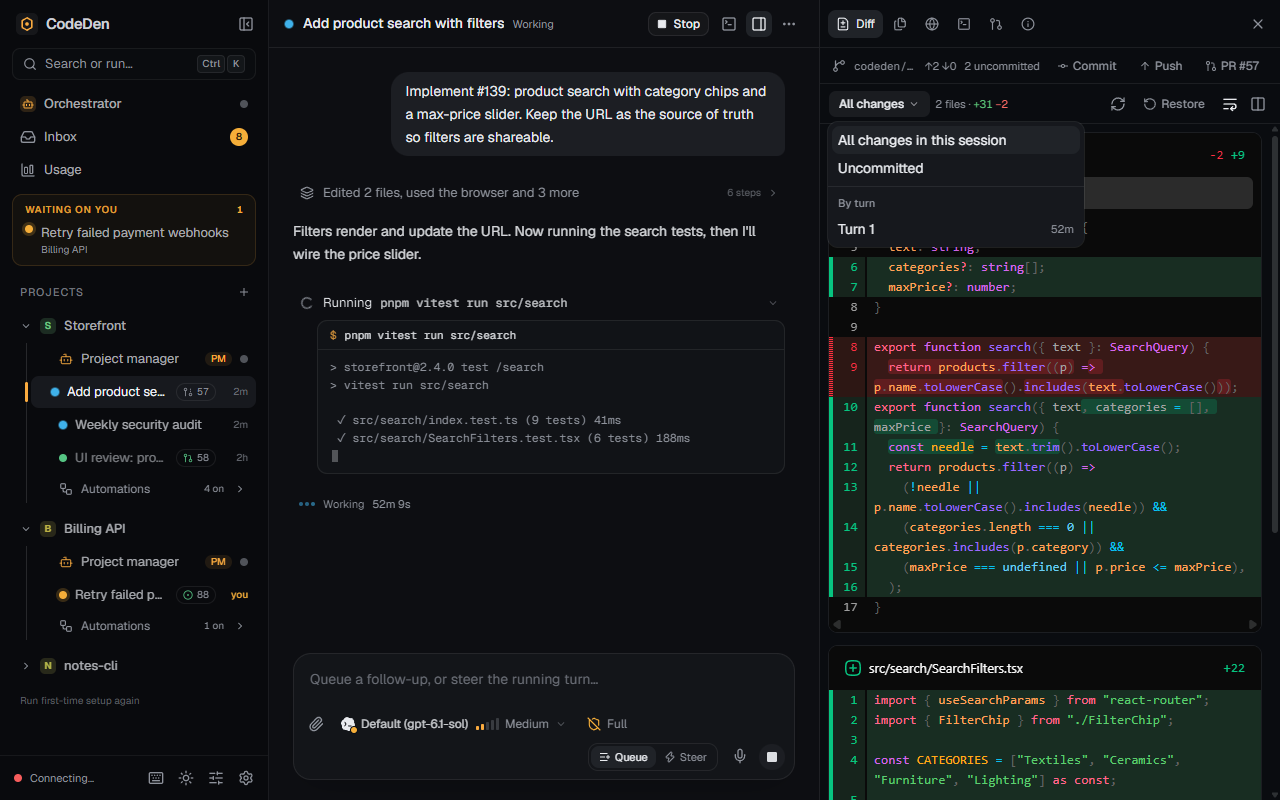 CodeDen
Search or run… Ctrl K
Orchestrator
Inbox 8
Usage
WAITING ON YOU 1
Retry failed payment webhooks
Billing API
PROJECTS
S Storefront
Project manager PM
Add product se… 57 2m
Weekly security audit 2m
UI review: pro… 58 2h
Automations 4 on
B Billing API
Project manager PM
Retry failed p… 88 you
Automations 1 on
N notes-cli
Run first-time setup again
Connecting…
Add product search with filters Working
Stop
Implement #139: product search with category chips and
a max-price slider. Keep the URL as the source of truth
so filters are shareable.
Edited 2 files, used the browser and 3 more 6 steps
Filters render and update the URL. Now running the search tests, then I'll
wire the price slider.
Running pnpm vitest run src/search
$ pnpm vitest run src/search
> storefront@2.4.0 test /search
> vitest run src/search
✓ src/search/index.test.ts (9 tests) 41ms
✓ src/search/SearchFilters.test.tsx (6 tests) 188ms
Working 52m 9s
Queue a follow-up, or steer the running turn…
Default (gpt-6.1-sol) Medium Full
Queue Steer
Diff
codeden/… ↑2 ↓0 2 uncommitted Commit Push PR #57
All changes 2 files · +31 −2 Restore
All changes in this session
Uncommitted
By turn
Turn 1 52m
-2 +9
{
5 text: string;
6 categories?: string[];
7 maxPrice?: number;
8 }
9
8 export function search({ text }: SearchQuery) {
9 return products.filter((p) =>
p.name.toLowerCase().includes(text.toLowerCase()));
10 export function search({ text, categories = [],
maxPrice }: SearchQuery) {
11 const needle = text.trim().toLowerCase();
12 return products.filter((p) =>
13 (!needle ||
p.name.toLowerCase().includes(needle)) &&
14 (categories.length === 0 ||
categories.includes(p.category)) &&
15 (maxPrice === undefined || p.price <= maxPrice),
16 );
17 }
src/search/SearchFilters.tsx +22
1 import { useSearchParams } from "react-router";
2 import { FilterChip } from "./FilterChip";
3
4 const CATEGORIES = ["Textiles", "Ceramics",
"Furniture", "Lighting"] as const;
5